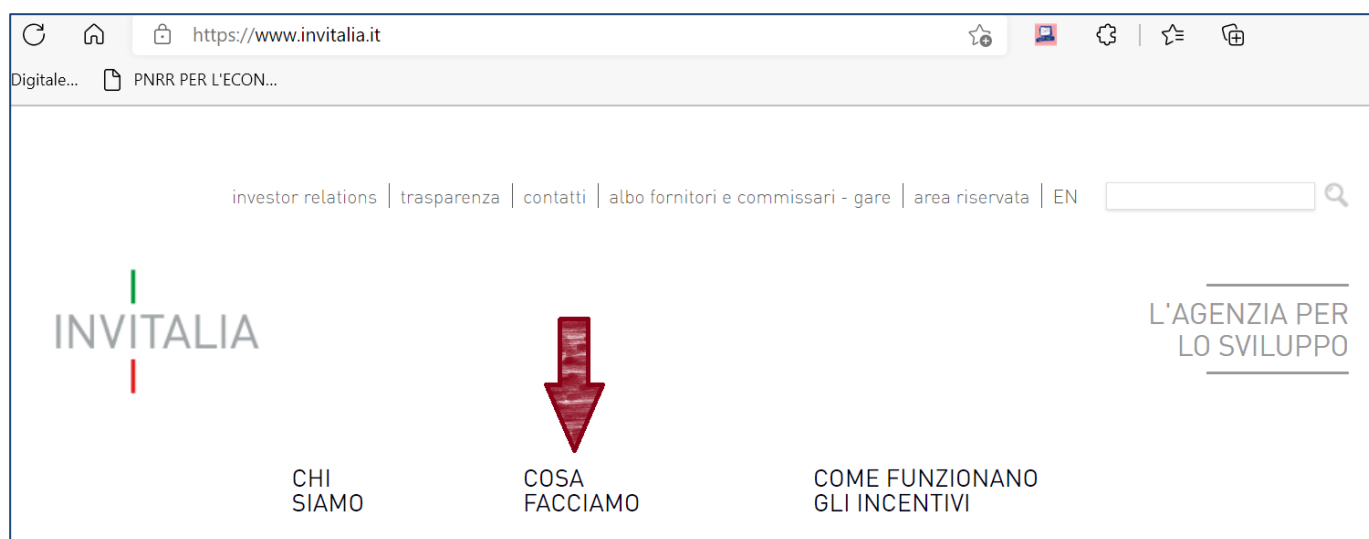 https://www.invitalia.it
Digitale... PNRR PER L'ECON...
investor relations | trasparenza | contatti | albo fornitori e commissari - gare | area riservata | EN
INVITALIA
L'AGENZIA PER
LO SVILUPPO
CHI
SIAMO
COSA
FACCIAMO
COME FUNZIONANO
GLI INCENTIVI